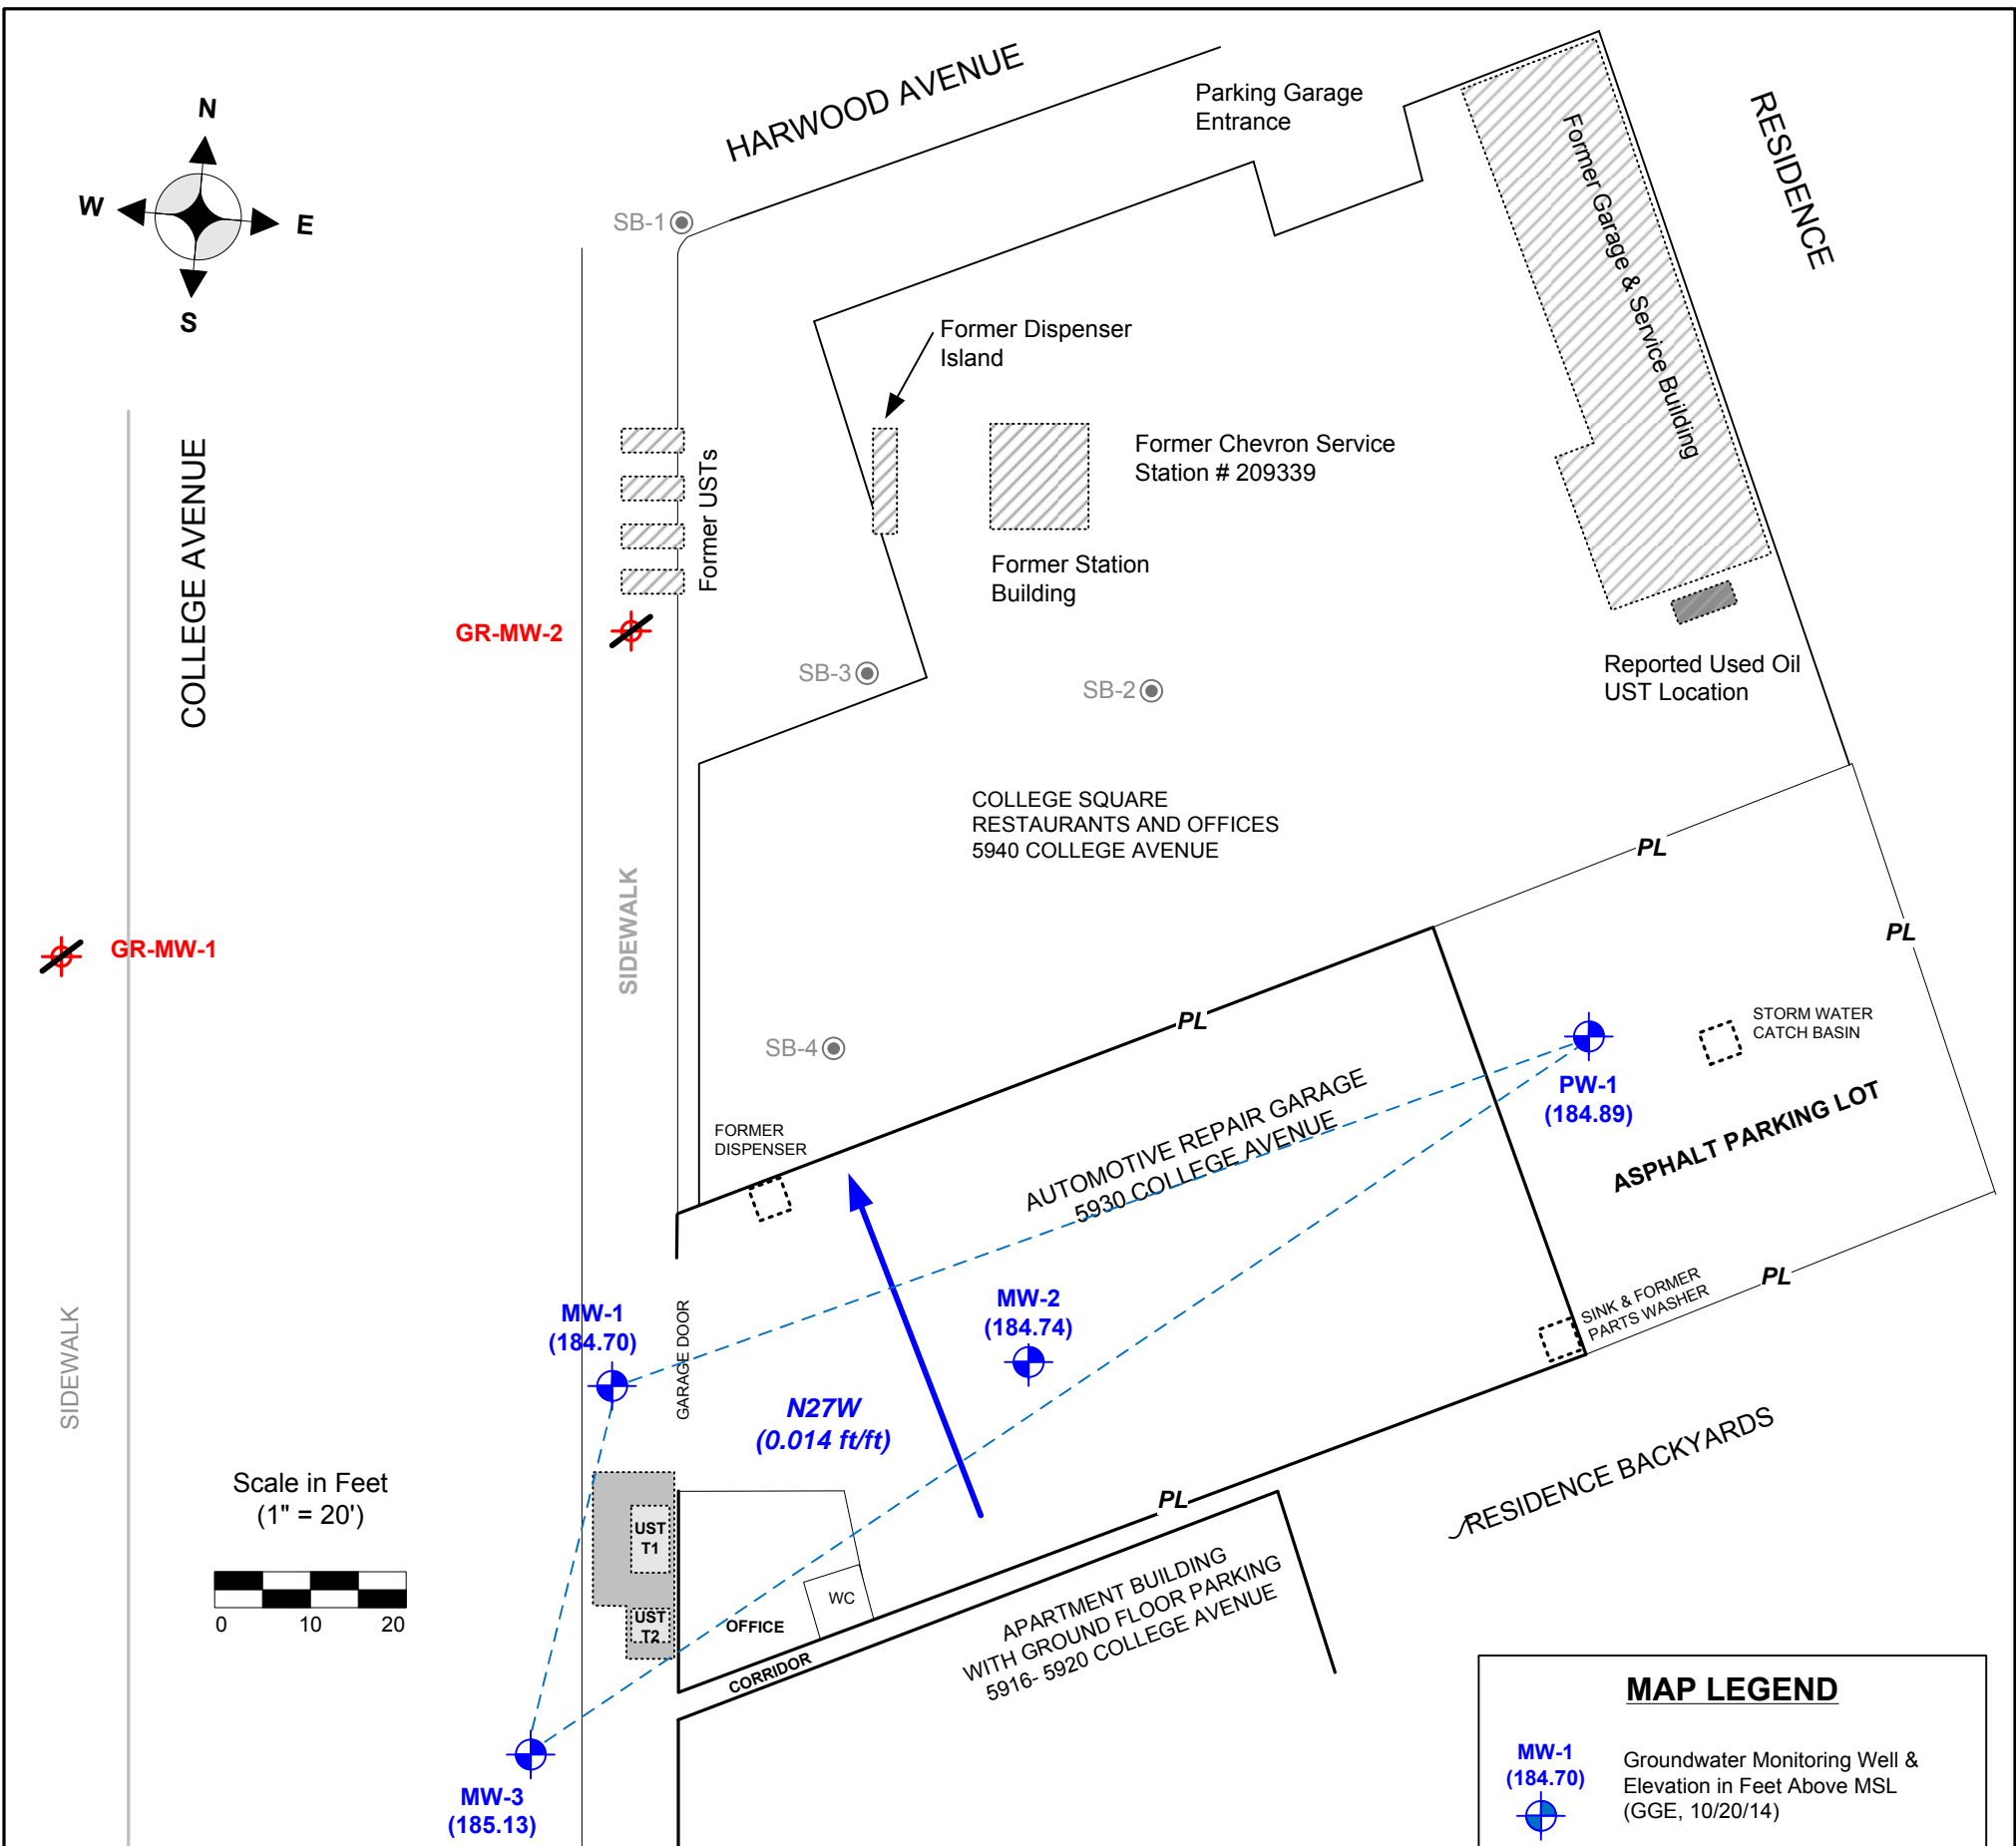 HARWOOD AVENUE
Parking Garage
Entrance
RESIDENCE
N
W
E
S
SB-1
Former Garage & Service Building
Former Dispenser
Island
COLLEGE AVENUE
Former USTs
Former Chevron Service
Station # 209339
Former Station
Building
GR-MW-2
SB-3
SB-2
Reported Used Oil
UST Location
COLLEGE SQUARE
RESTAURANTS AND OFFICES
5940 COLLEGE AVENUE
PL
PL
GR-MW-1
SIDEWALK
PL
SB-4
STORM WATER
CATCH BASIN
PW-1
(184.89)
ASPHALT PARKING LOT
FORMER
DISPENSER
AUTOMOTIVE REPAIR GARAGE
5930 COLLEGE AVENUE
PL
SINK & FORMER
PARTS WASHER
MW-1
(184.70)
GARAGE DOOR
MW-2
(184.74)
SIDEWALK
N27W
(0.014 ft/ft)
RESIDENCE BACKYARDS
Scale in Feet
(1" = 20')
0 10 20
PL
UST
T1
UST
T2
OFFICE
WC
CORRIDOR
APARTMENT BUILDING
WITH GROUND FLOOR PARKING
5916- 5920 COLLEGE AVENUE
MW-3
(185.13)
MAP LEGEND
MW-1
(184.70)
Groundwater Monitoring Well &
Elevation in Feet Above MSL
(GGE, 10/20/14)